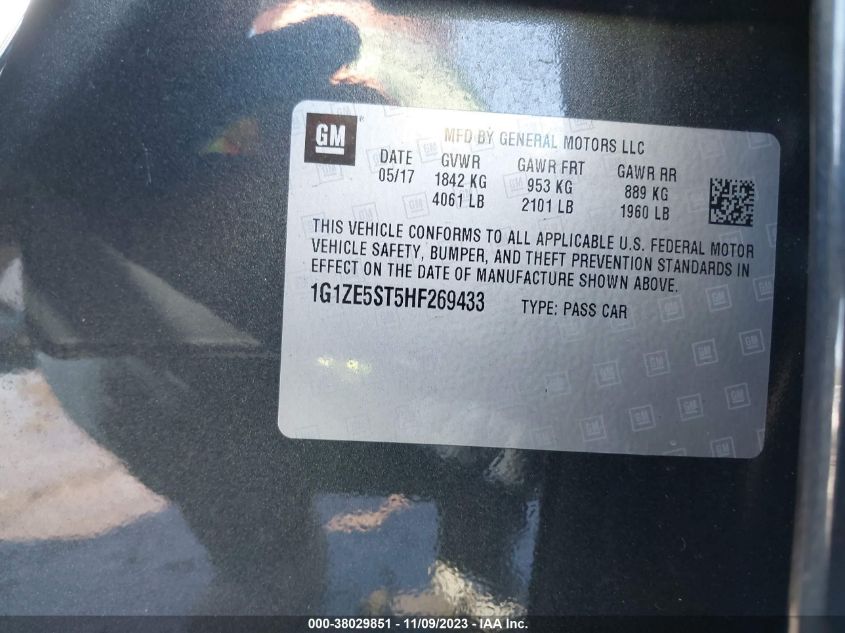 GM
MFD BY GENERAL MOTORS LLC
DATE GVWR GAWR FRT GAWR RR
05/17 1842 KG 953 KG 889 KG
4061 LB 2101 LB 1960 LB
THIS VEHICLE CONFORMS TO ALL APPLICABLE U.S. FEDERAL MOTOR
VEHICLE SAFETY, BUMPER, AND THEFT PREVENTION STANDARDS IN
EFFECT ON THE DATE OF MANUFACTURE SHOWN ABOVE.
1G1ZE5ST5HF269433 TYPE: PASS CAR
000-38029851 - 11/09/2023 - IAA Inc.